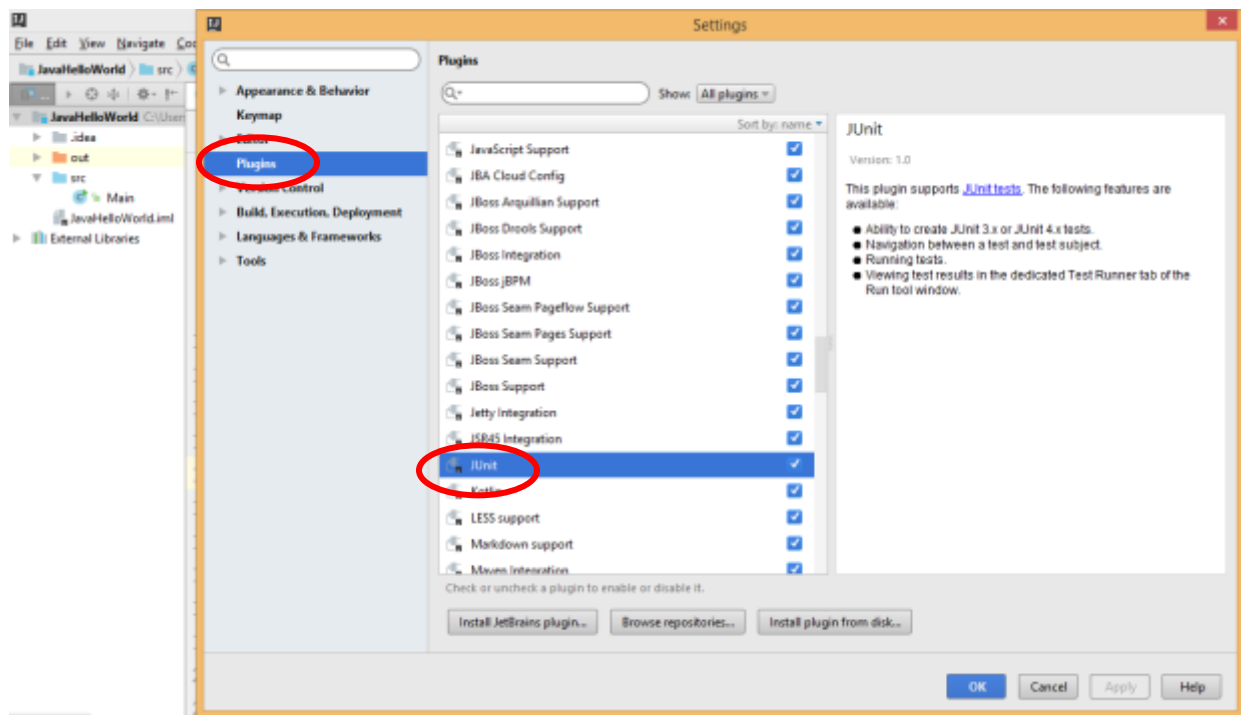 Settings
File Edit View Navigate
JavaHelloWorld src
JavaHelloWorld
.idea
out
src
Main
JavaHelloWorld.iml
External Libraries
Appearance & Behavior
Keymap
Editor
Plugins
Version Control
Build, Execution, Deployment
Languages & Frameworks
Tools
Plugins
Show: All plugins
Sort by: name
JavaScript Support
JBA Cloud Config
JBoss Arquillian Support
JBoss Drools Support
JBoss Integration
JBoss jBPM
JBoss Seam Pageflow Support
JBoss Seam Pages Support
JBoss Seam Support
JBoss Support
Jetty Integration
JSR45 Integration
JUnit
Kotlin
LESS support
Markdown support
Maven Integration
Check or uncheck a plugin to enable or disable it.
Install JetBrains plugin... Browse repositories... Install plugin from disk...
JUnit
Version: 1.0
This plugin supports JUnit tests. The following features are
available:
Ability to create JUnit 3.x or JUnit 4.x tests.
Navigation between a test and test subject.
Running tests.
Viewing test results in the dedicated Test Runner tab of the
Run tool window.
OK Cancel Apply Help